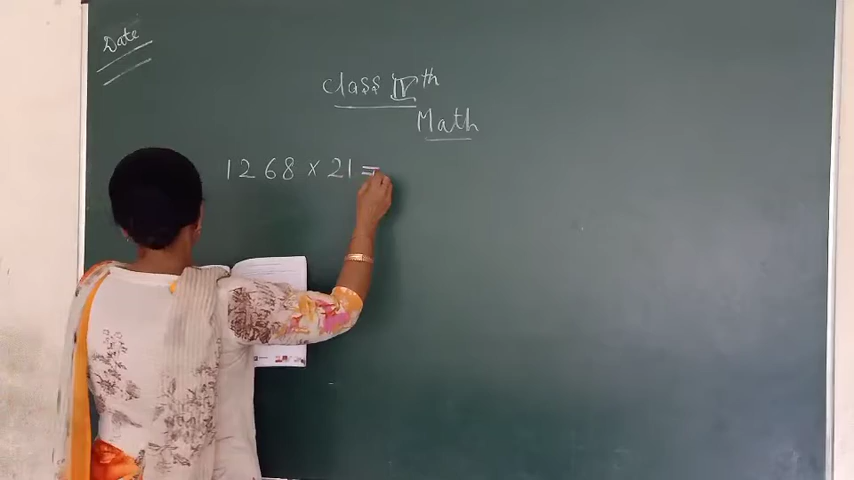 Date
Class IVth
Math
1268 × 21 =